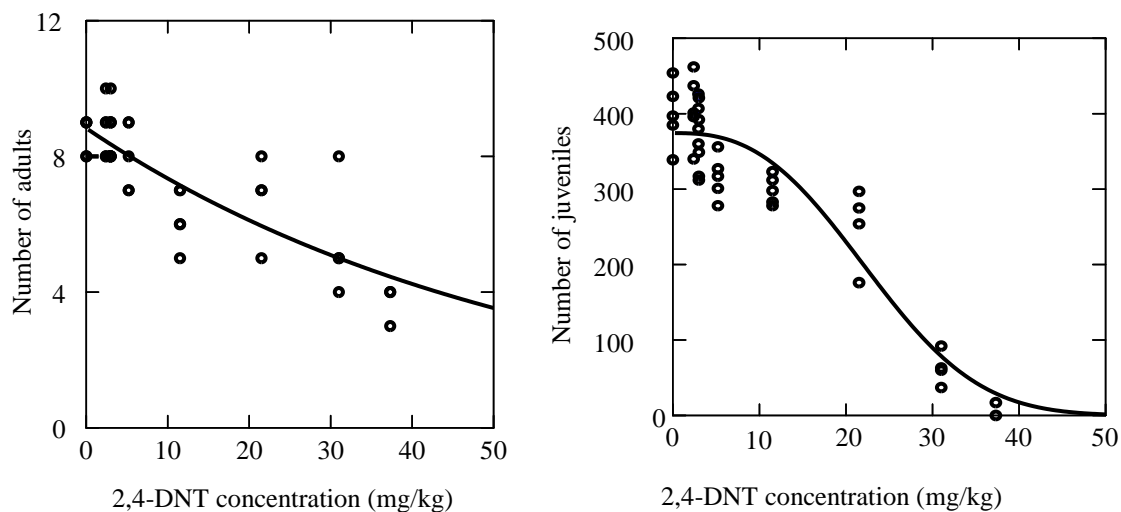 Number of adults
12
8
4
0
0 10 20 30 40 50
2,4-DNT concentration (mg/kg)
Number of juveniles
500
400
300
200
100
0
0 10 20 30 40 50
2,4-DNT concentration (mg/kg)